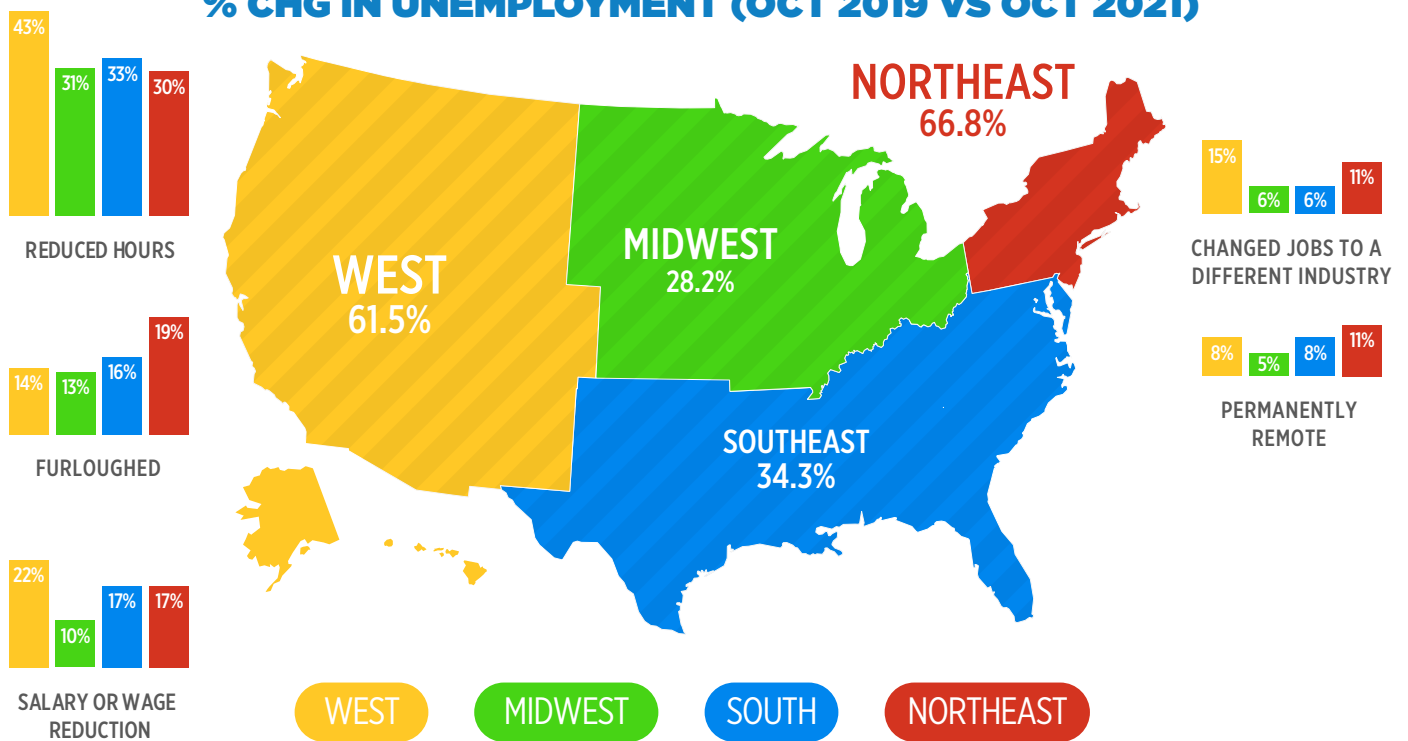 % CHG IN UNEMPLOYMENT (OCT 2019 VS OCT 2021)
43%
31%
33%
30%
REDUCED HOURS
14%
13%
16%
19%
FURLOUGHED
22%
10%
17%
17%
SALARY OR WAGE
REDUCTION
WEST
61.5%
MIDWEST
28.2%
NORTHEAST
66.8%
SOUTHEAST
34.3%
15%
6%
6%
11%
CHANGED JOBS TO A
DIFFERENT INDUSTRY
8%
5%
8%
11%
PERMANENTLY
REMOTE
WEST
MIDWEST
SOUTH
NORTHEAST